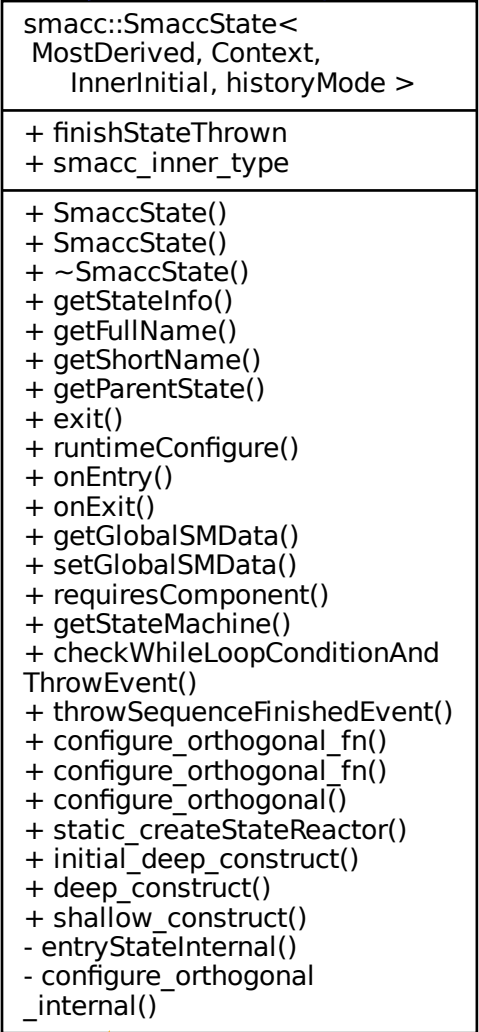 smacc::SmaccState<
MostDerived, Context,
InnerInitial, historyMode >
+ finishStateThrown
+ smacc_inner_type
+ SmaccState()
+ SmaccState()
+ ~SmaccState()
+ getStateInfo()
+ getFullName()
+ getShortName()
+ getParentState()
+ exit()
+ runtimeConfigure()
+ onEntry()
+ onExit()
+ getGlobalSMData()
+ setGlobalSMData()
+ requiresComponent()
+ getStateMachine()
+ checkWhileLoopConditionAnd
ThrowEvent()
+ throwSequenceFinishedEvent()
+ configure_orthogonal_fn()
+ configure_orthogonal_fn()
+ configure_orthogonal()
+ static_createStateReactor()
+ initial_deep_construct()
+ deep_construct()
+ shallow_construct()
- entryStateInternal()
- configure_orthogonal
_internal()